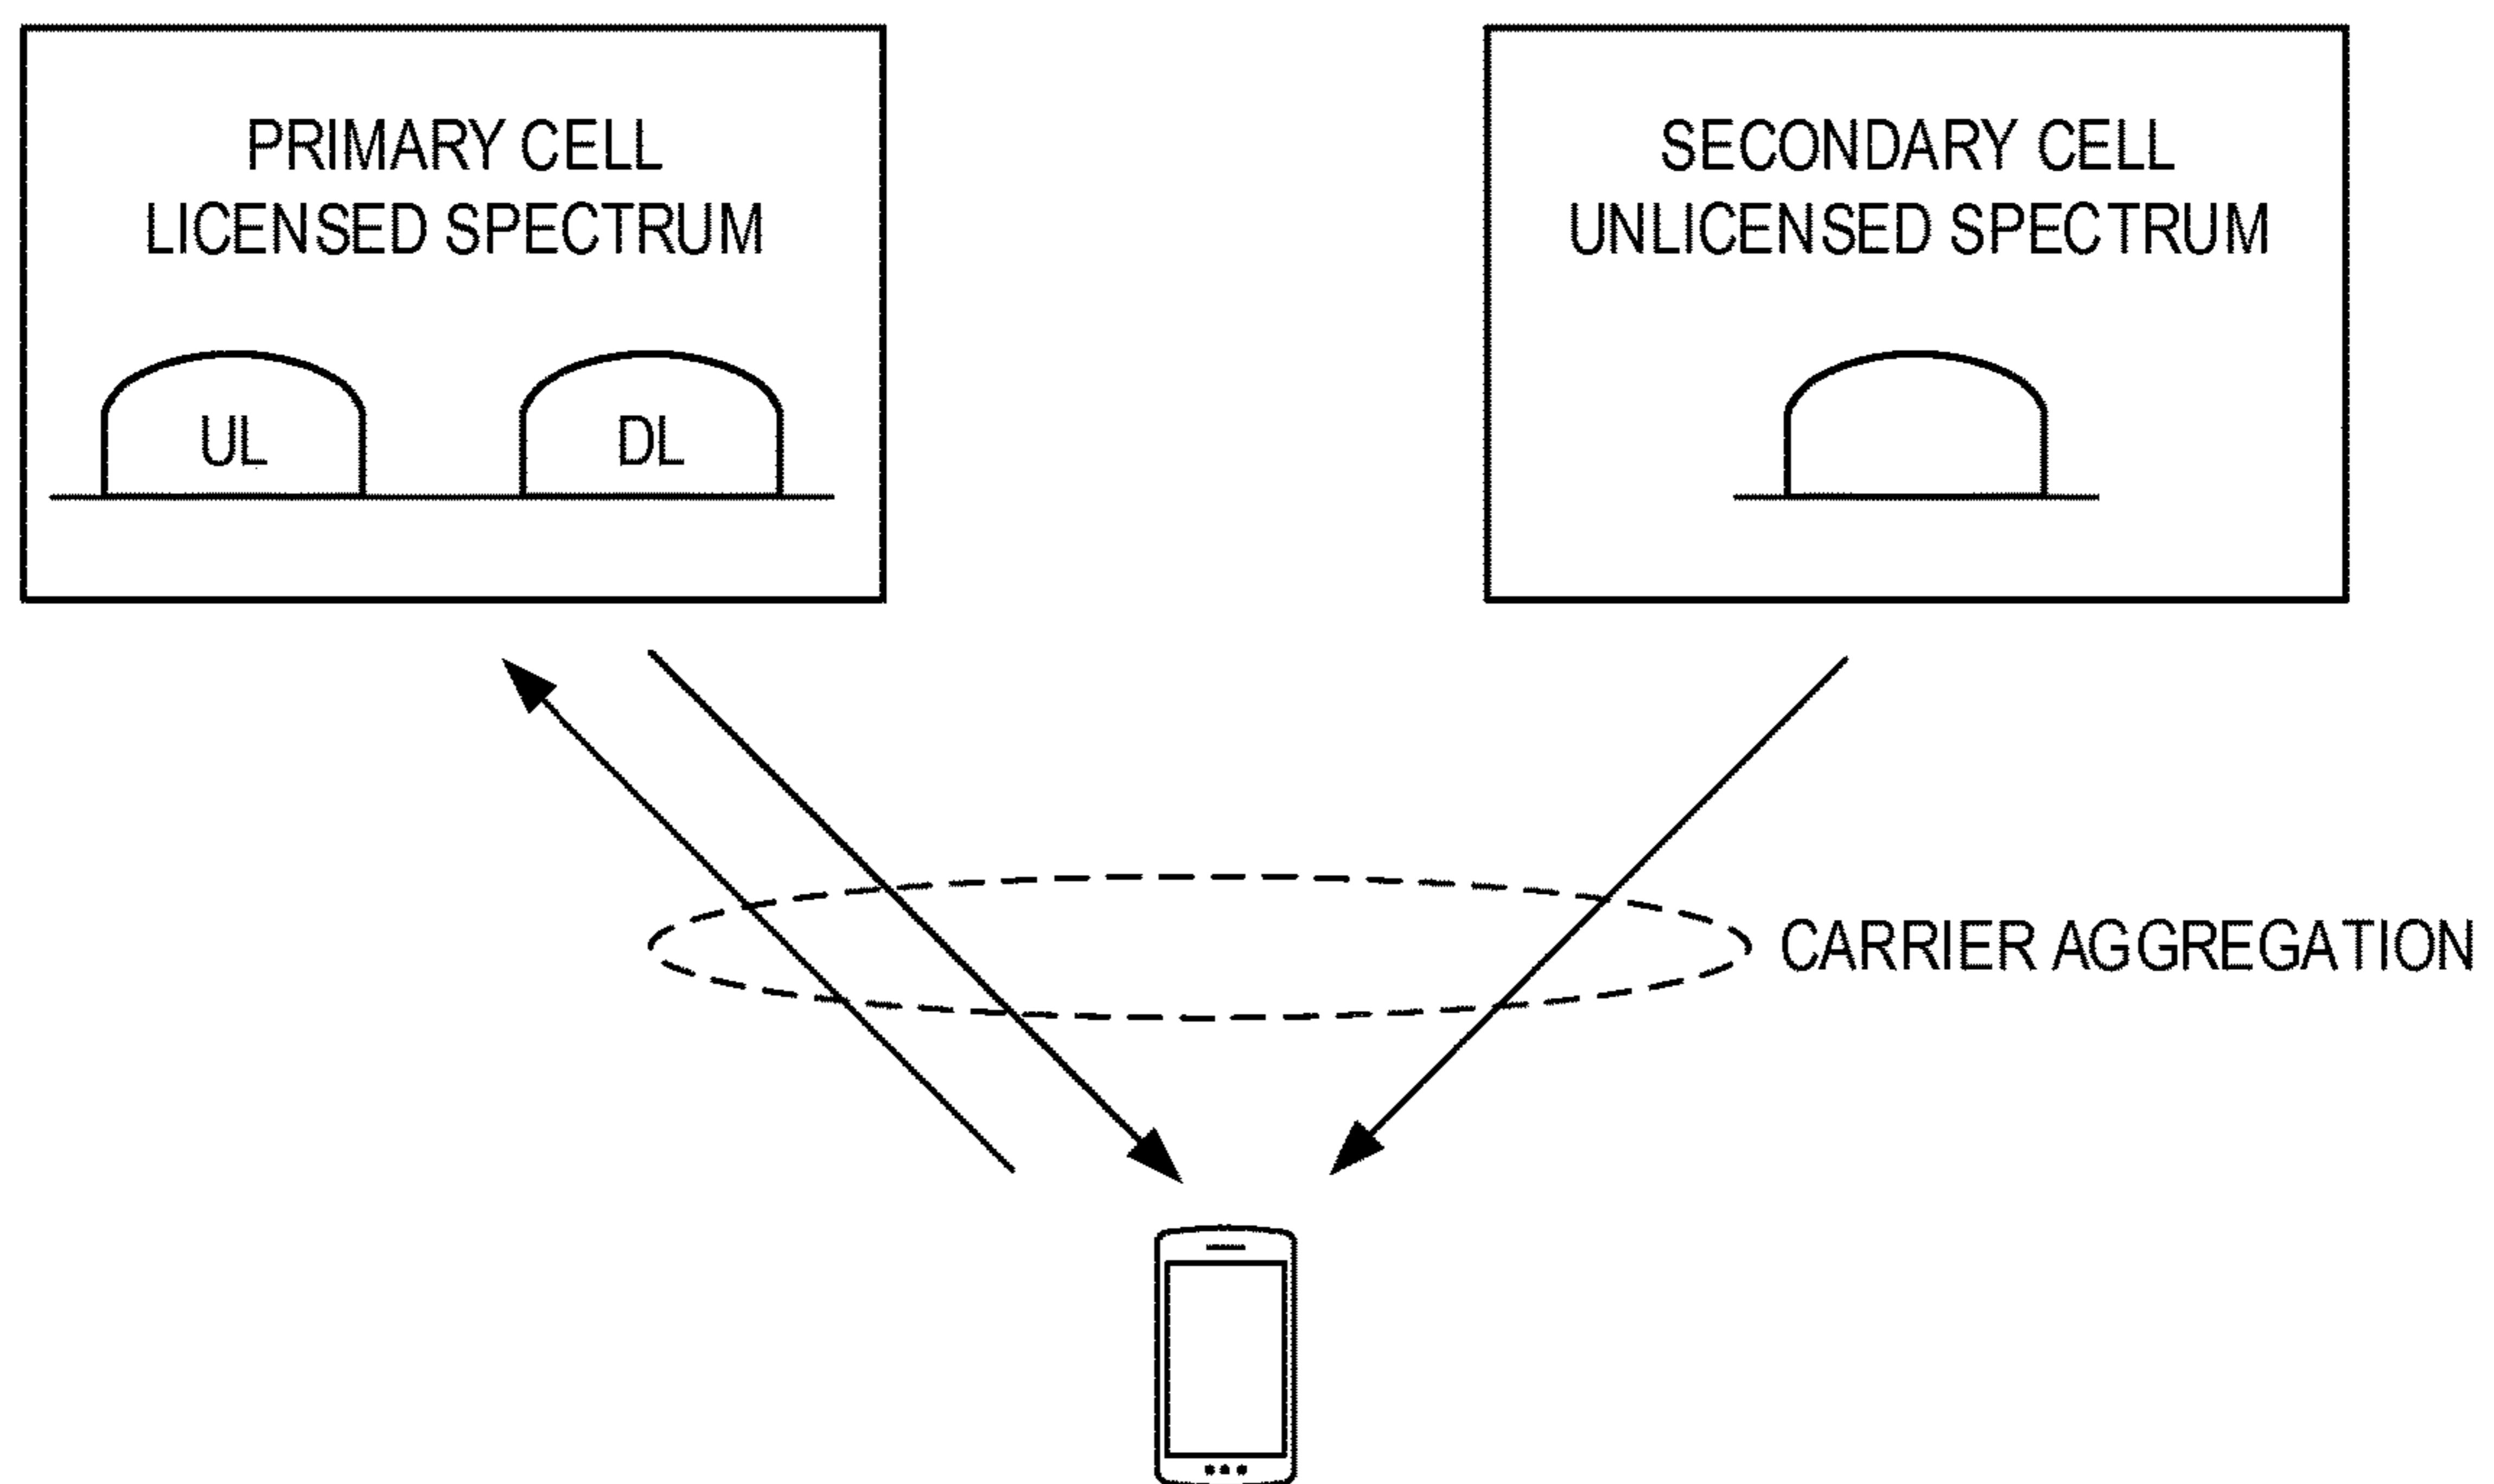 PRIMARY CELL
LICENSED SPECTRUM
UL
DL
SECONDARY CELL
UNLICENSED SPECTRUM
CARRIER AGGREGATION